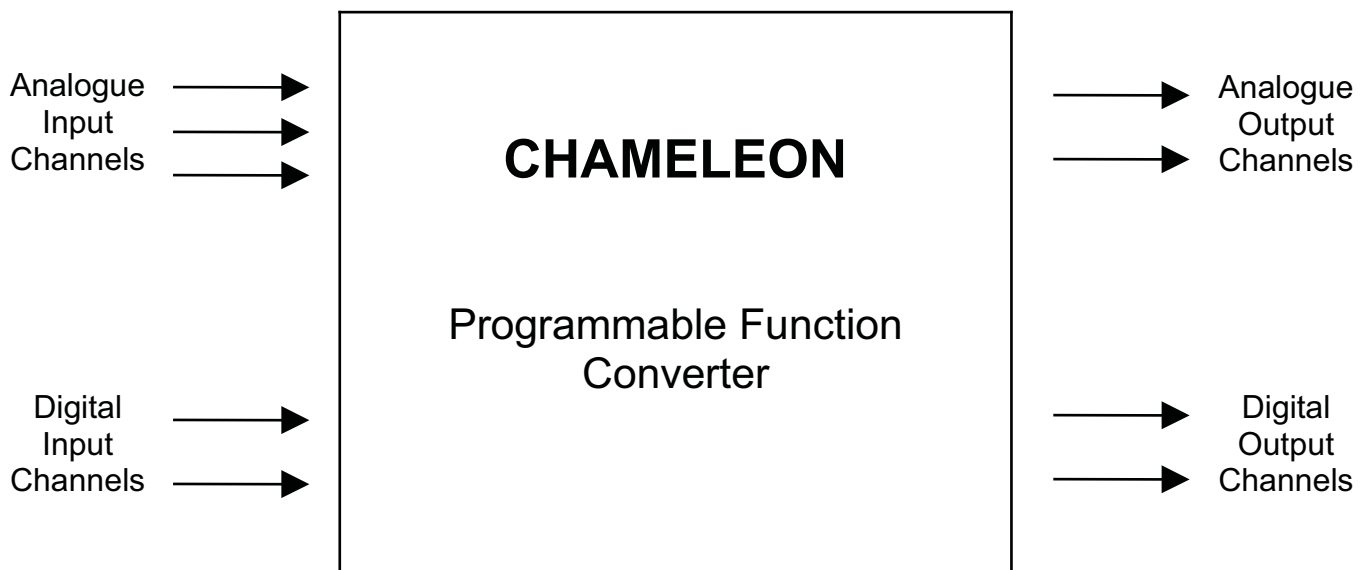 Analogue
Input
Channels
CHAMELEON
Programmable Function
Converter
Digital
Input
Channels
Analogue
Output
Channels
Digital
Output
Channels